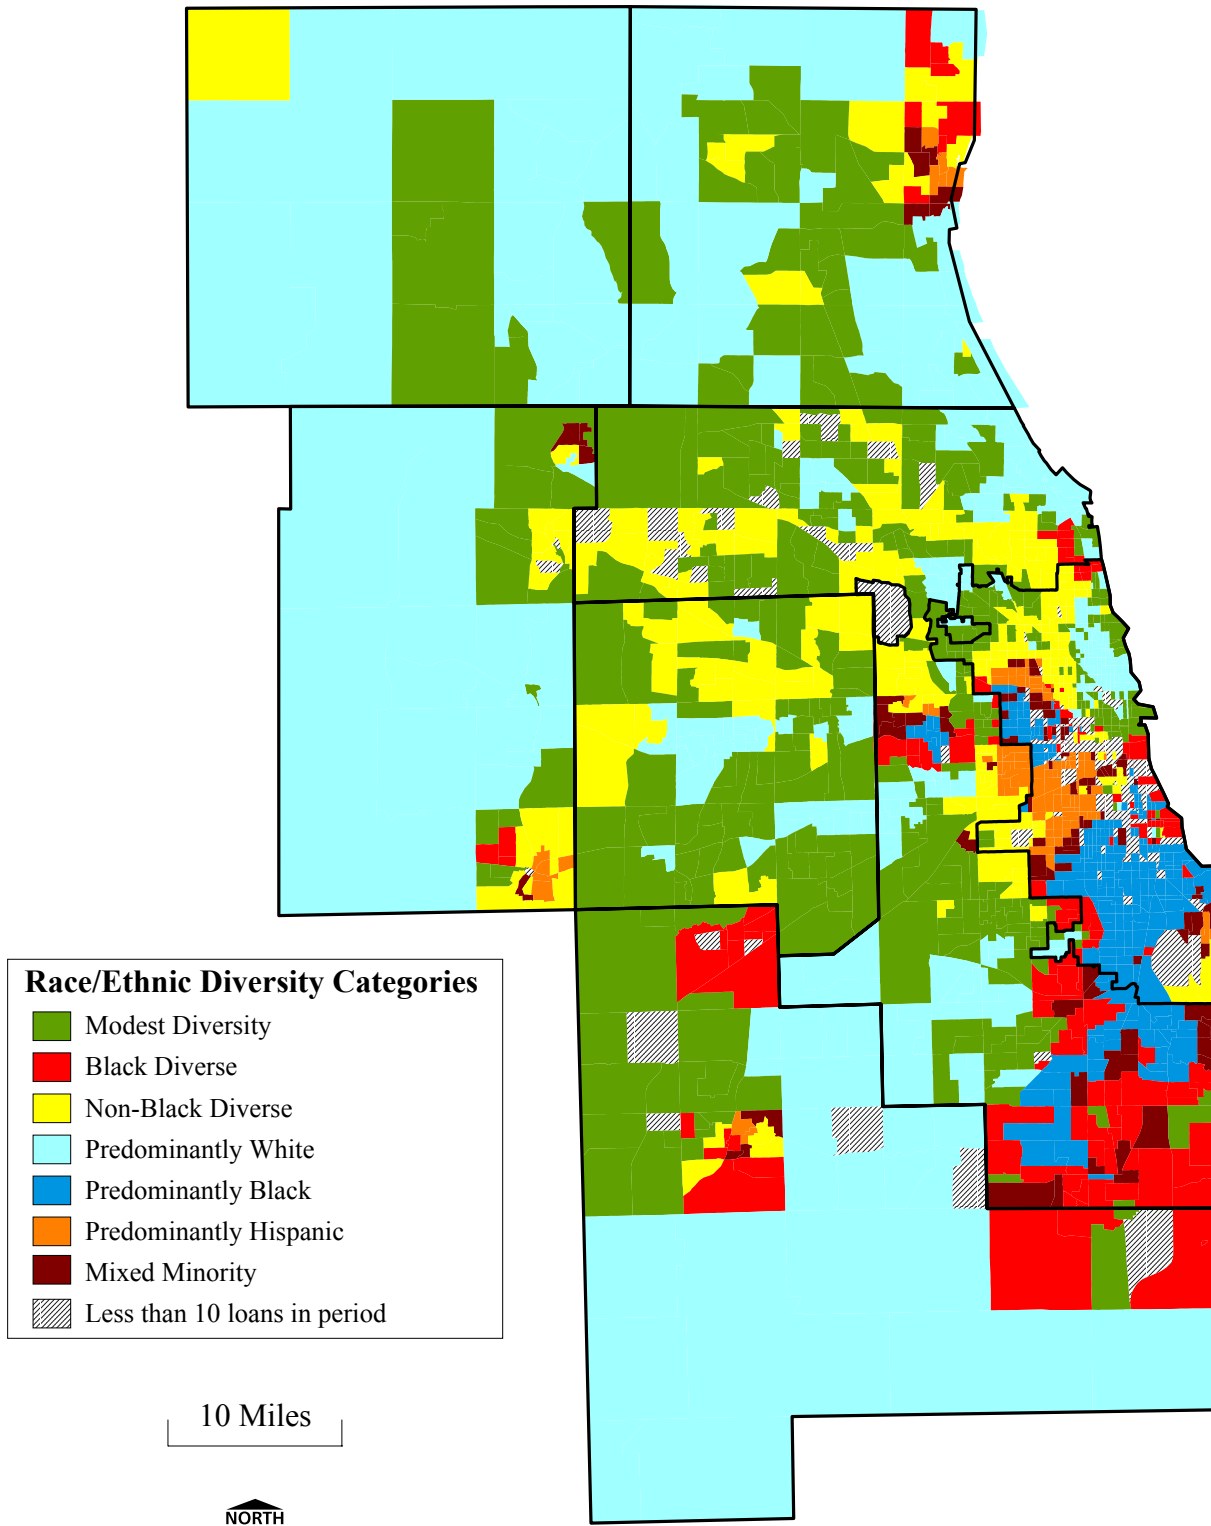 Race/Ethnic Diversity Categories
Modest Diversity
Black Diverse
Non-Black Diverse
Predominantly White
Predominantly Black
Predominantly Hispanic
Mixed Minority
Less than 10 loans in period
10 Miles
NORTH